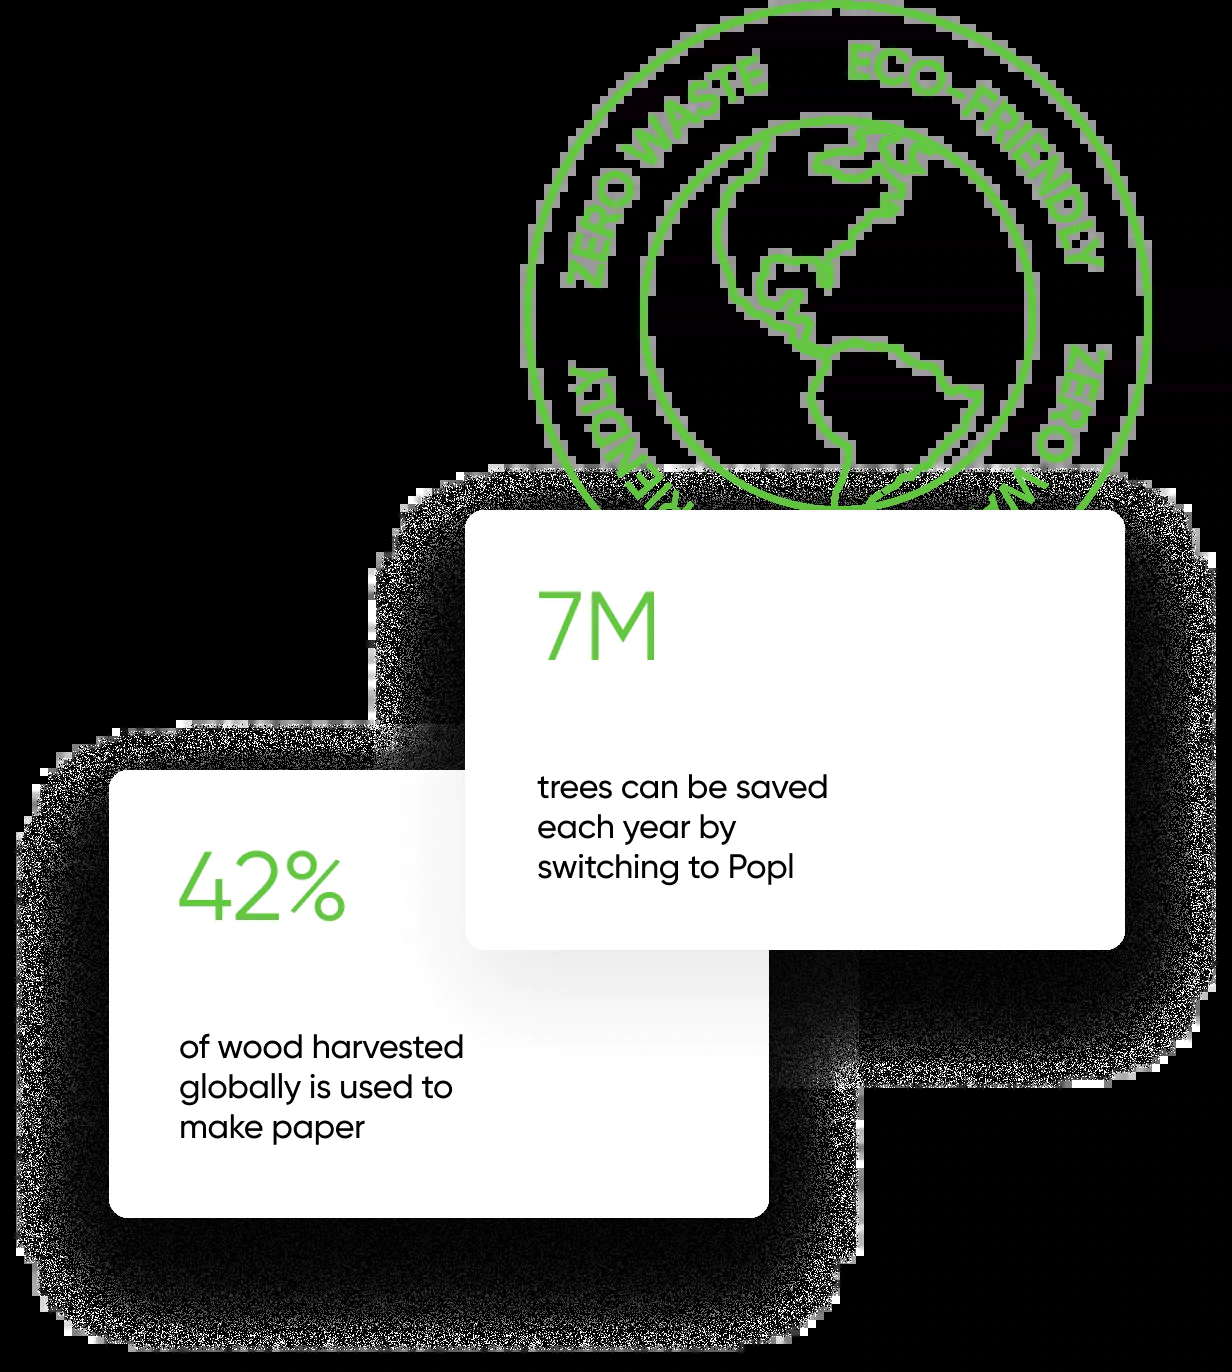 ZERO WASTE
ECO-FRIENDLY
ZERO
7M
trees can be saved
each year by
switching to Popl
42%
of wood harvested
globally is used to
make paper